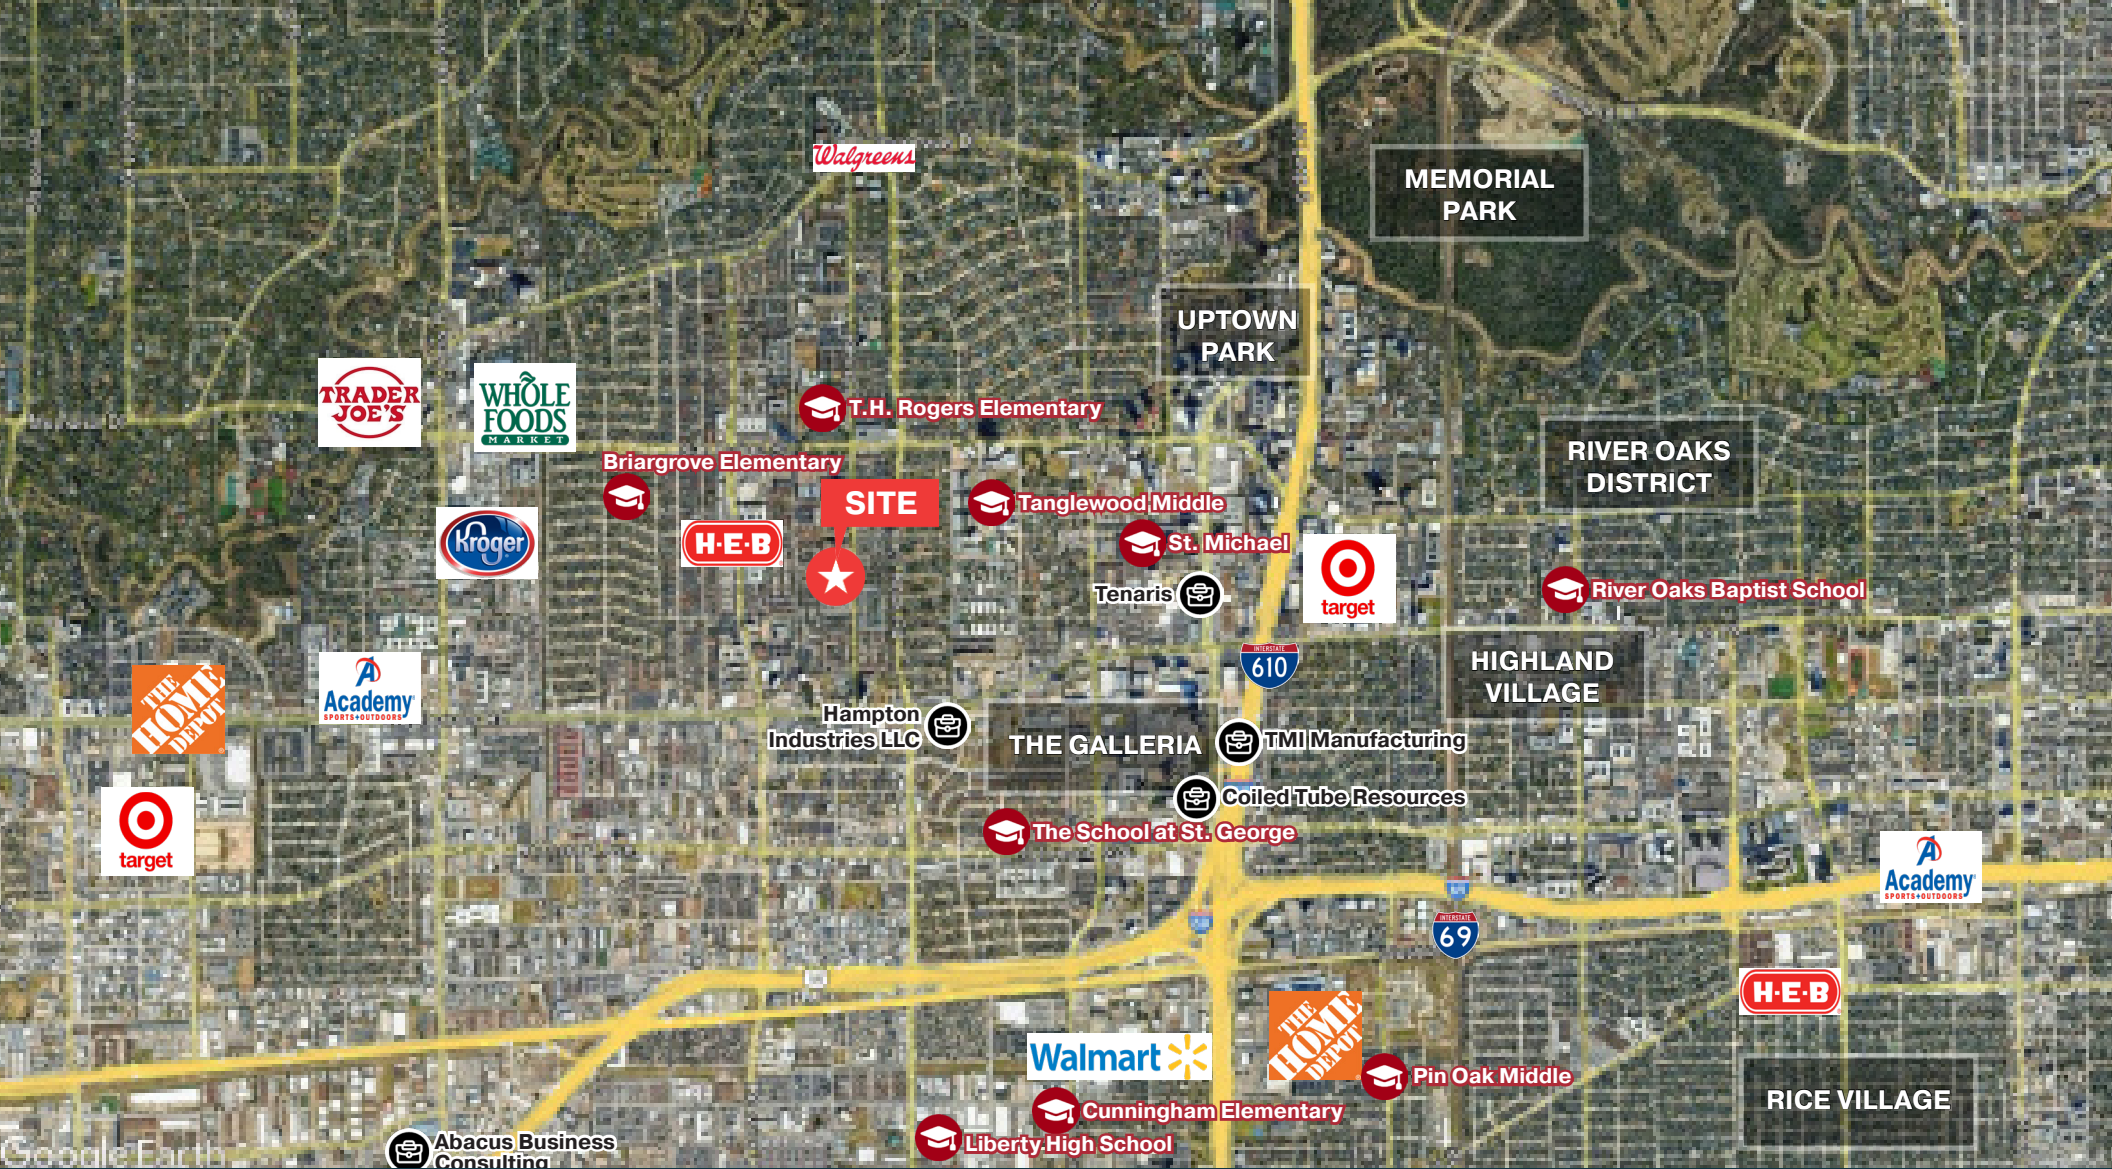 Walgreens
MEMORIAL
PARK
UPTOWN
PARK
TRADER
JOE'S
WHOLE
FOODS
MARKET
T.H. Rogers Elementary
RIVER OAKS
DISTRICT
Briargrove Elementary
SITE
Tanglewood Middle
Kroger
H·E·B
St. Michael
target
Tenaris
River Oaks Baptist School
INTERSTATE
610
HIGHLAND
VILLAGE
THE
HOME
DEPOT
Academy
SPORTS+OUTDOORS
Hampton
Industries LLC
THE GALLERIA
TMI Manufacturing
Coiled Tube Resources
target
The School at St. George
Academy
SPORTS+OUTDOORS
INTERSTATE
69
H·E·B
THE
HOME
DEPOT
Walmart
Pin Oak Middle
RICE VILLAGE
Cunningham Elementary
Liberty High School
Abacus Business
Consulting
Google Earth